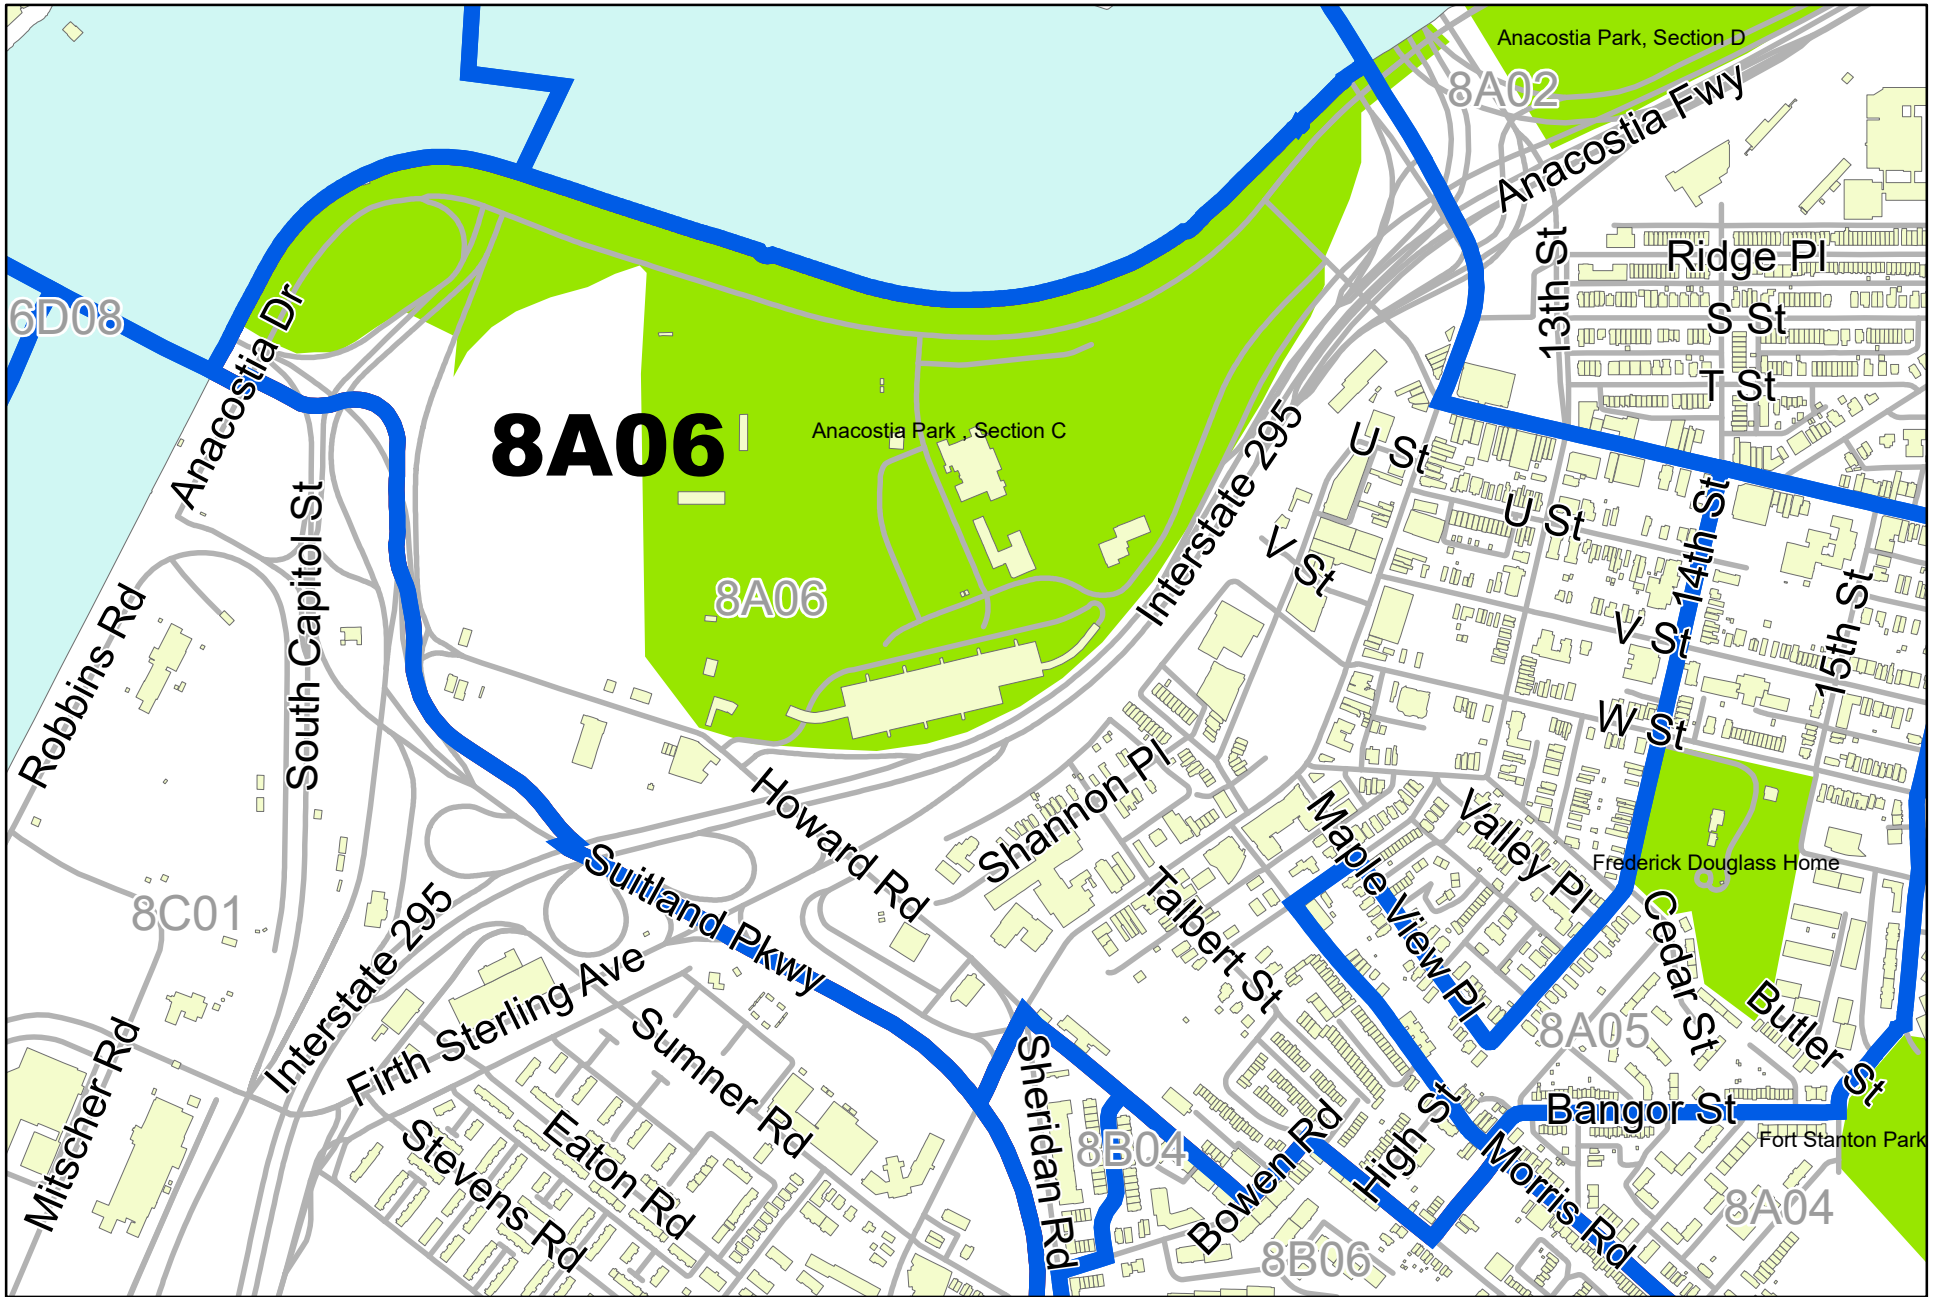 Anacostia Park, Section D
8A02
Anacostia Fwy
13th St
Ridge Pl
S St
T St
6D08
Anacostia Dr
8A06
Anacostia Park , Section C
Interstate 295
U St
U St
V St
14th St
15th St
V St
W St
South Capitol St
Robbins Rd
8A06
Howard Rd
Shannon Pl
Maple View Pl
Valley Pl
Frederick Douglass Home
Cedar St
Butler St
Talbert St
Suitland Pkwy
8C01
Interstate 295
Firth Sterling Ave
Sumner Rd
Mitscher Rd
Stevens Rd
Eaton Rd
Sheridan Rd
8B04
Bowen Rd
High St
8A05
Bangor St
Morris Rd
Fort Stanton Park
8A04
8B06